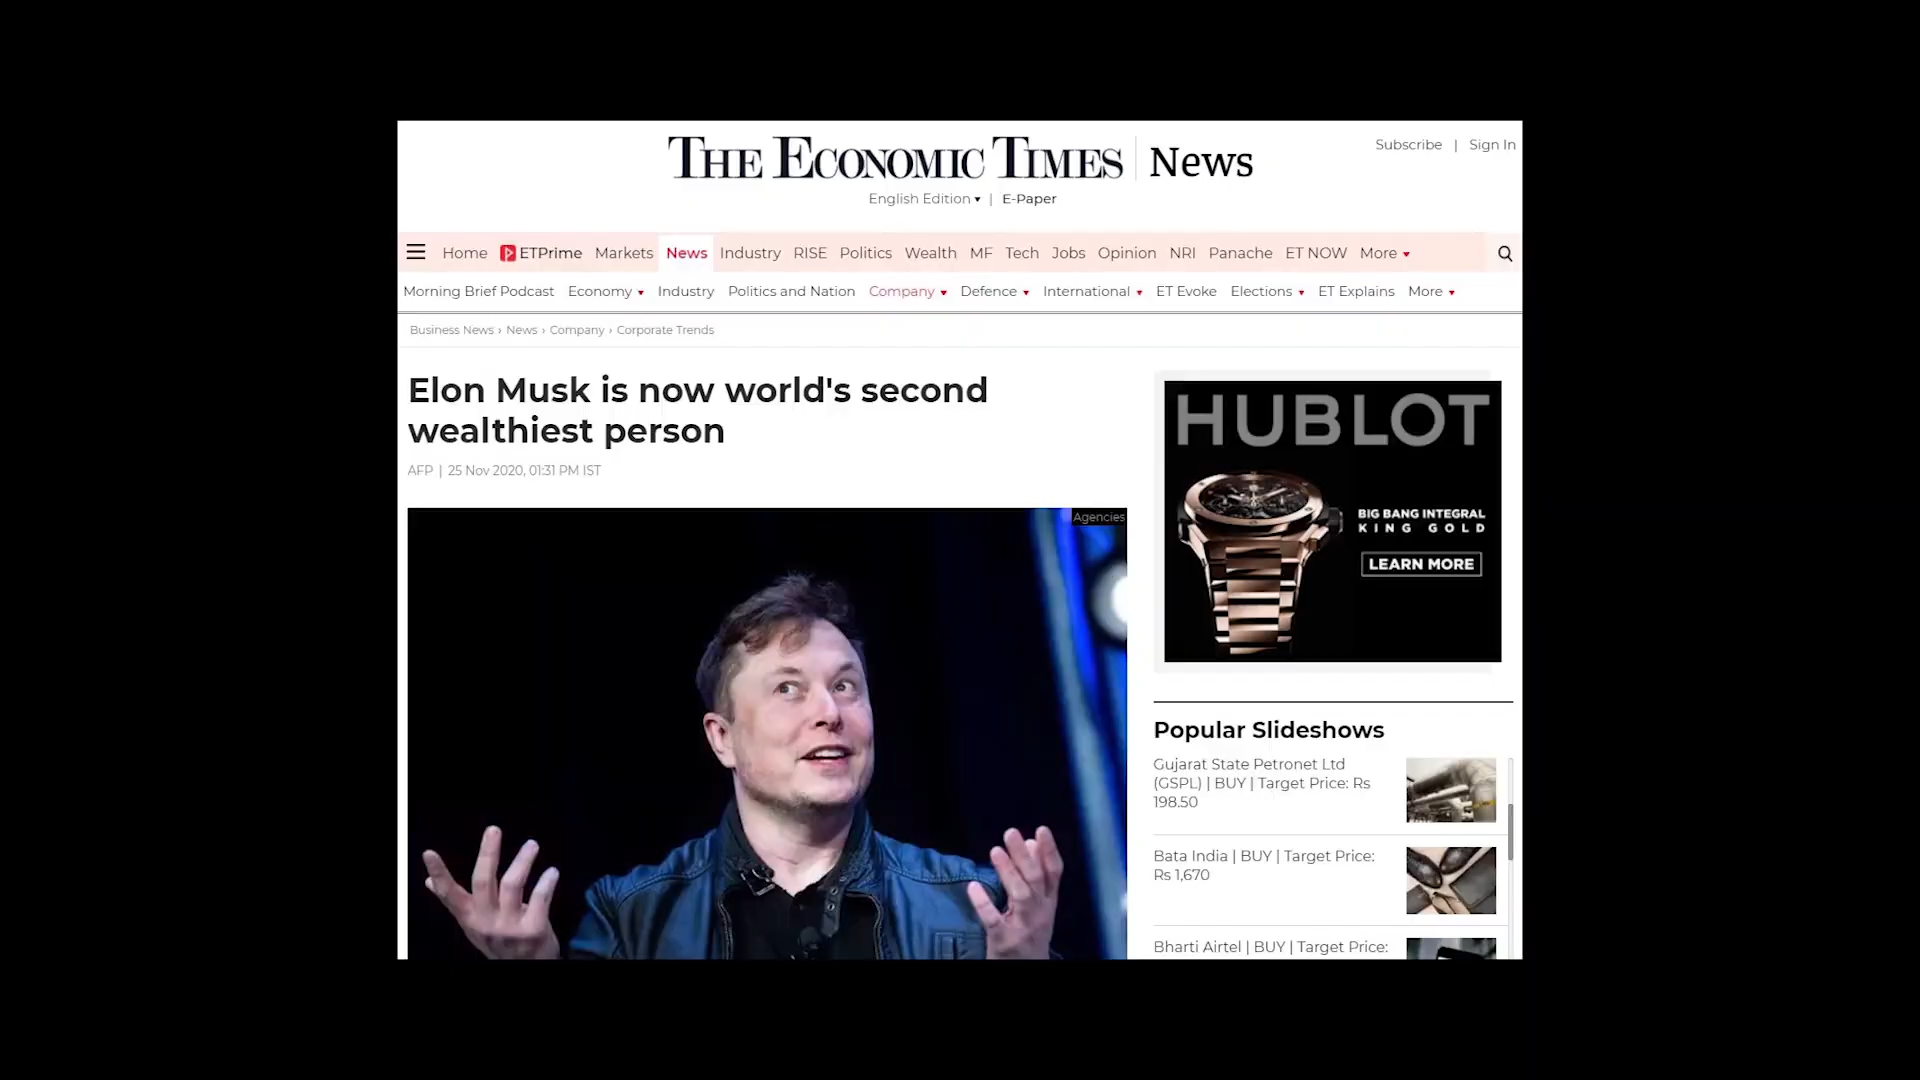 THE ECONOMIC TIMES | News
Subscribe | Sign In
English Edition ▾ | E-Paper
Home ETPrime Markets News Industry RISE Politics Wealth MF Tech Jobs Opinion NRI Panache ET NOW More ▾
Morning Brief Podcast Economy ▾ Industry Politics and Nation Company ▾ Defence ▾ International ▾ ET Evoke Elections ▾ ET Explains More ▾
Business News › News › Company › Corporate Trends
Elon Musk is now world's second
wealthiest person
AFP | 25 Nov 2020, 01:31 PM IST
Agencies
HUBLOT
BIG BANG INTEGRAL
KING GOLD
LEARN MORE
Popular Slideshows
Gujarat State Petronet Ltd
(GSPL) | BUY | Target Price: Rs
198.50
Bata India | BUY | Target Price:
Rs 1,670
Bharti Airtel | BUY | Target Price: